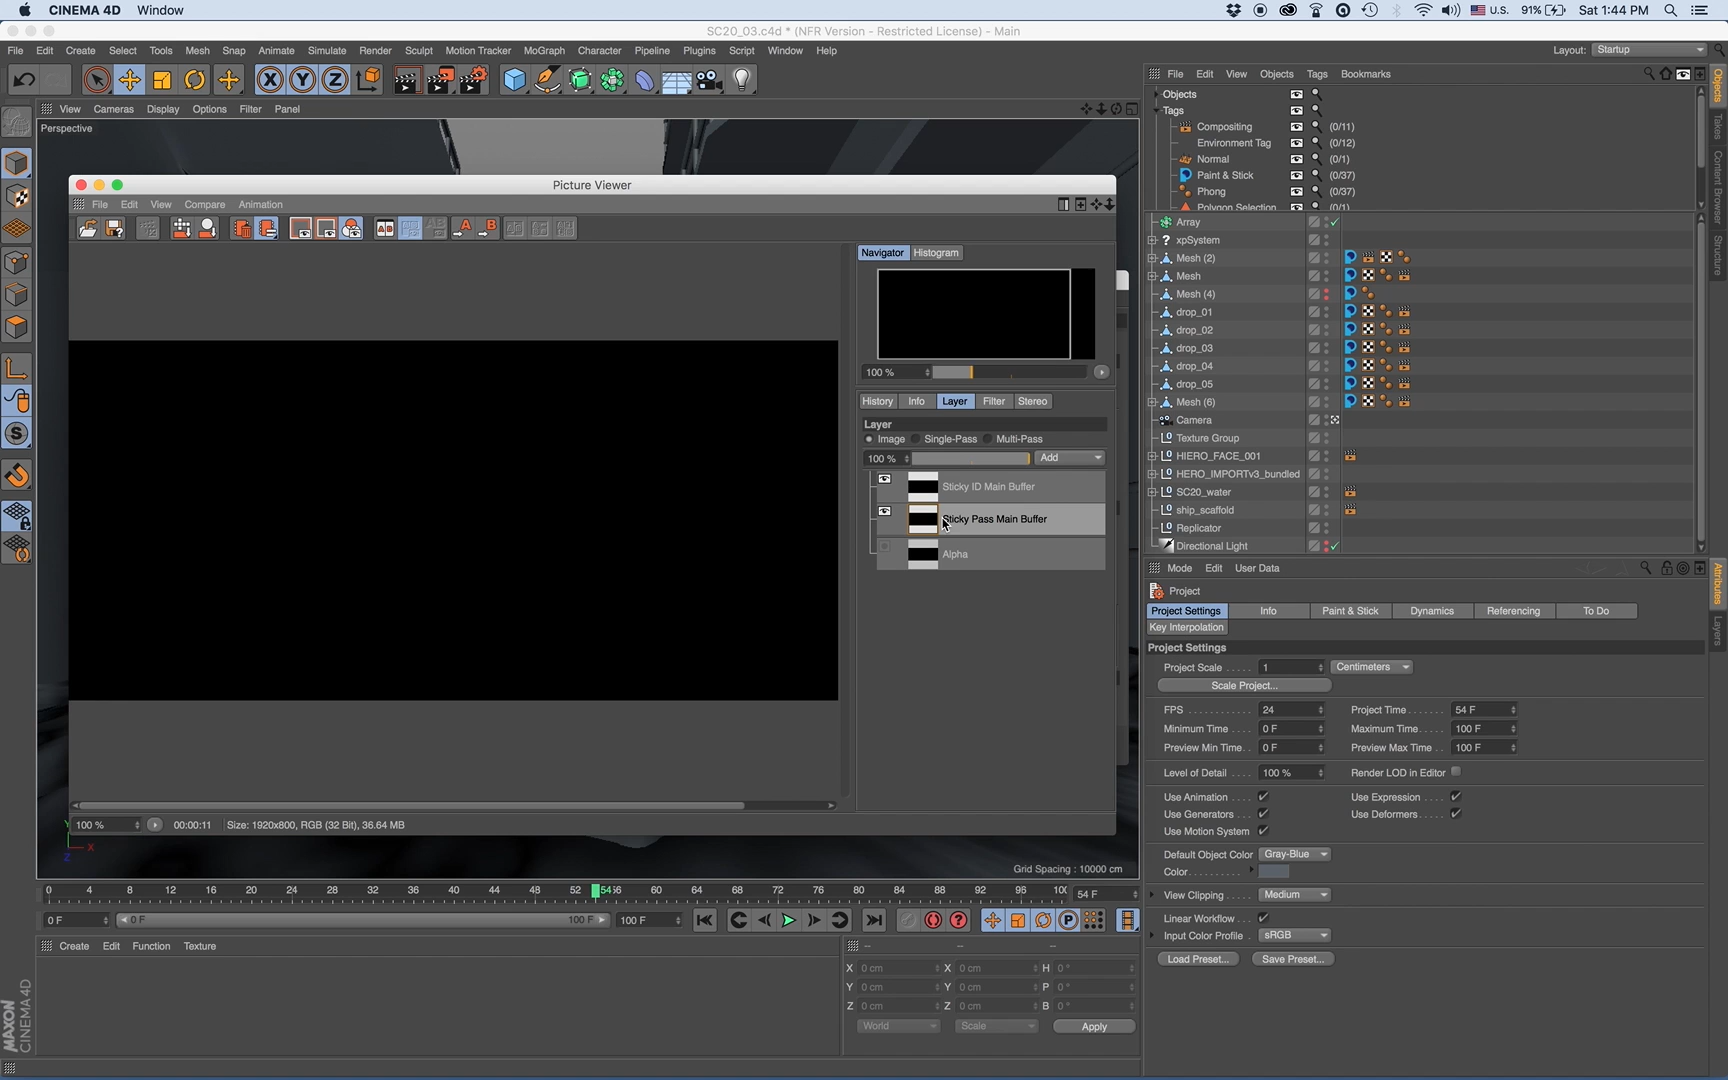 CINEMA 4D Window
U.S. 91% Sat 1:44 PM
SC20_03.c4d * (NFR Version - Restricted License) - Main
File Edit Create Select Tools Mesh Snap Animate Simulate Render Sculpt Motion Tracker MoGraph Character Pipeline Plugins Script Window Help
Layout: Startup
View Cameras Display Options Filter Panel
Perspective
Picture Viewer
File Edit View Compare Animation
Navigator Histogram
100 %
History Info Layer Filter Stereo
Layer
Image Single-Pass Multi-Pass
100 % Add
Sticky ID Main Buffer
Sticky Pass Main Buffer
Alpha
100 % 00:00:11 Size: 1920x800, RGB (32 Bit), 36.64 MB
Y
X
Z
Grid Spacing : 10000 cm
0 4 8 12 16 20 24 28 32 36 40 44 48 52 54 56 60 64 68 72 76 80 84 88 92 96 100 54 F
0 F 0 F 100 F 100 F
Create Edit Function Texture
-- -- --
X 0 cm X 0 cm H 0 °
Y 0 cm Y 0 cm P 0 °
Z 0 cm Z 0 cm B 0 °
World Scale Apply
MAXON
CINEMA 4D
File Edit View Objects Tags Bookmarks
Objects
Tags
Compositing (0/11)
Environment Tag (0/12)
Normal (0/1)
Paint & Stick (0/37)
Phong (0/37)
Polygon Selection (0/1)
Array
xpSystem
Mesh (2)
Mesh
Mesh (4)
drop_01
drop_02
drop_03
drop_04
drop_05
Mesh (6)
Camera
Texture Group
HIERO_FACE_001
HERO_IMPORTv3_bundled
SC20_water
ship_scaffold
Replicator
Directional Light
Objects
Takes
Content Browser
Structure
Mode Edit User Data
Project
Project Settings Info Paint & Stick Dynamics Referencing To Do
Key Interpolation
Project Settings
Project Scale 1 Centimeters
Scale Project...
FPS 24 Project Time 54 F
Minimum Time 0 F Maximum Time 100 F
Preview Min Time 0 F Preview Max Time 100 F
Level of Detail 100 % Render LOD in Editor
Use Animation Use Expression
Use Generators Use Deformers
Use Motion System
Default Object Color Gray-Blue
Color
View Clipping Medium
Linear Workflow
Input Color Profile sRGB
Load Preset... Save Preset...
Attributes
Layers